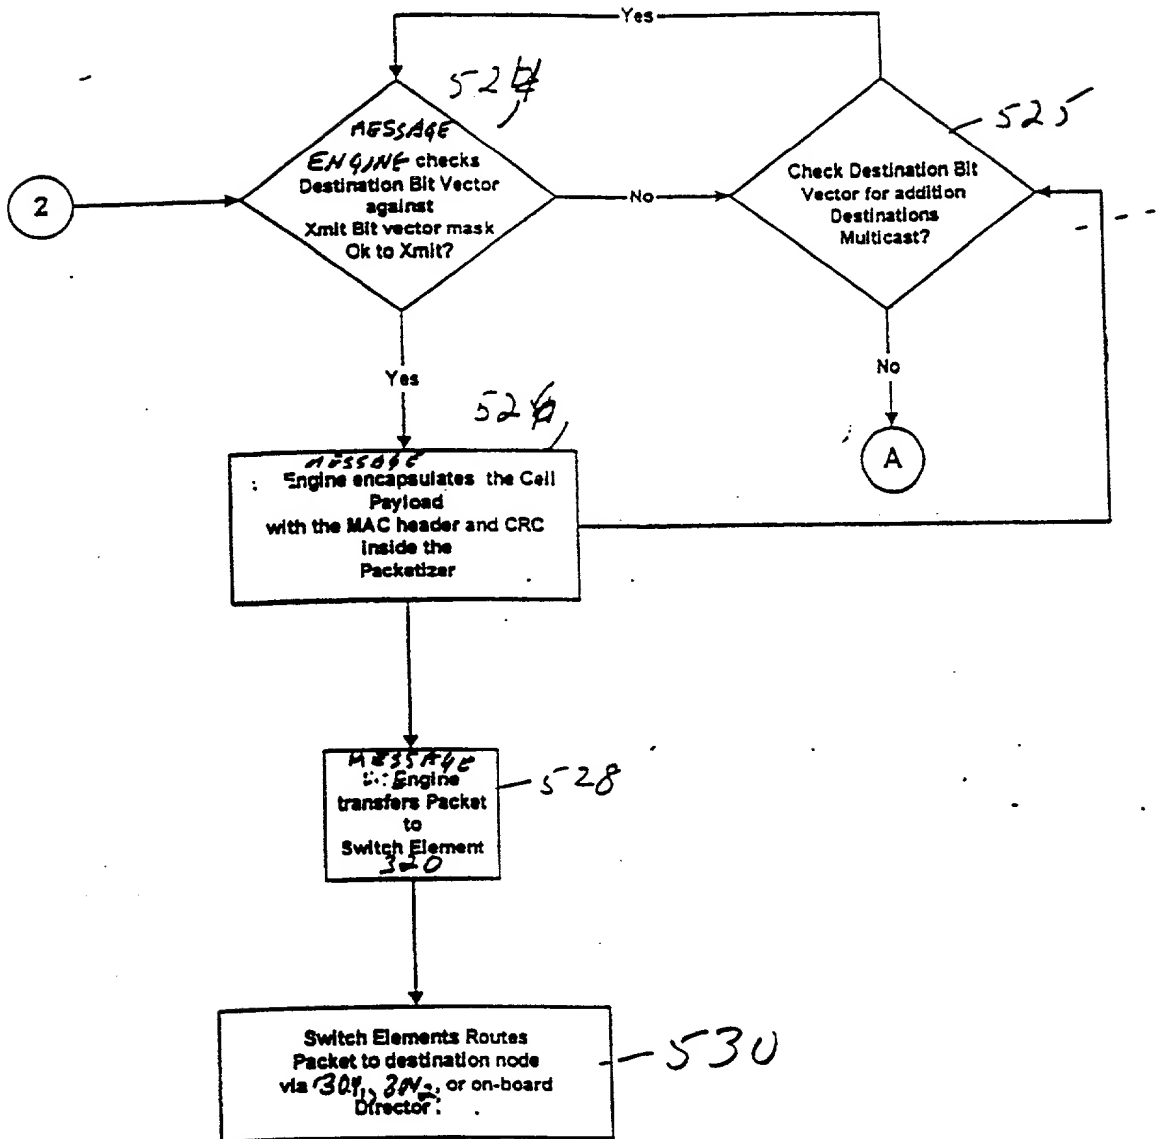 Yes
524
MESSAGE
ENGINE checks
Destination Bit Vector
against
Xmit Bit vector mask
Ok to Xmit?
525
Check Destination Bit
Vector for addition
Destinations
Multicast?
2
No
Yes
No
A
MESSAGE
Engine encapsulates the Cell
Payload
with the MAC header and CRC
inside the
Packetizer
MESSAGE
Engine
transfers Packet
to
Switch Element
320
528
Switch Elements Routes
Packet to destination node
via or on-board
Director
530